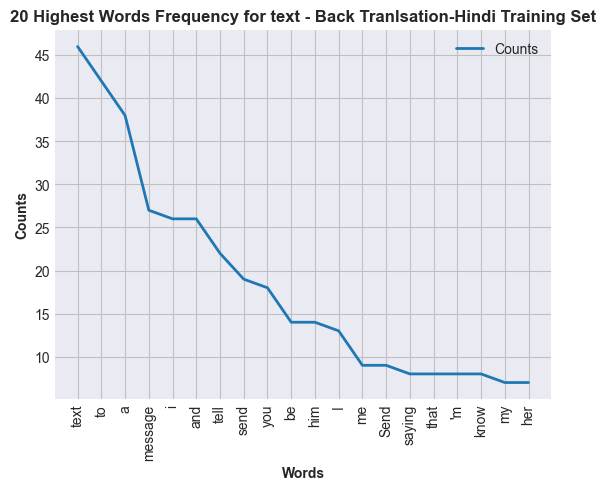 20 Highest Words Frequency for text - Back Tranlsation-Hindi Training Set
Counts
45
40
35
30
25
20
15
10
Counts
text
to
a
message
i
and
tell
send
you
be
him
I
me
Send
saying
that
'm
know
my
her
Words